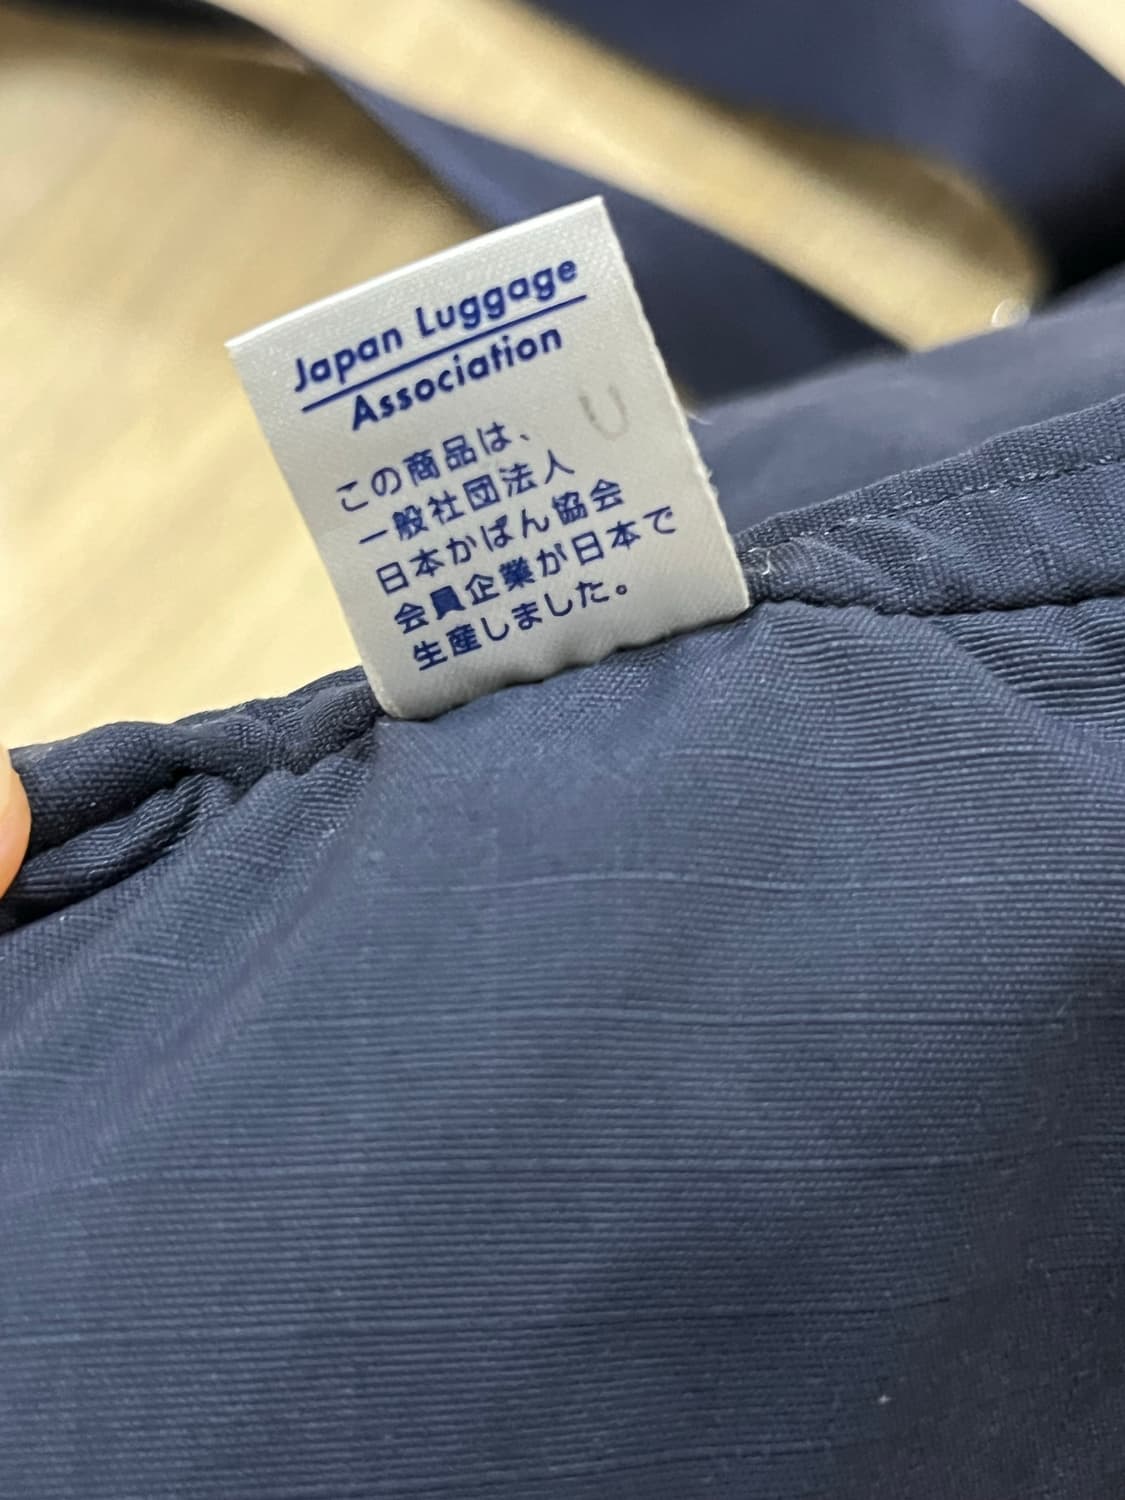 Japan Luggage
Association
U
この商品は、
一般社団法人
日本かばん協会
会員企業が日本で
生産しました。